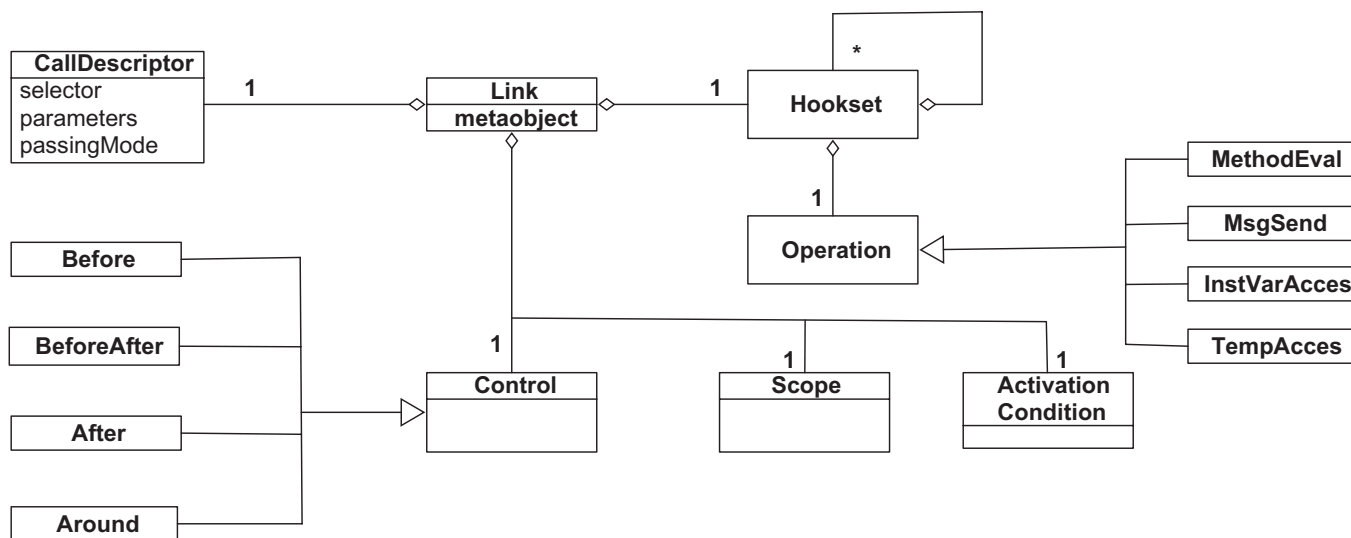 *
CallDescriptor
selector
parameters
passingMode
1
Link
metaobject
1
Hookset
MethodEval
MsgSend
1
Operation
InstVarAcces
TempAcces
Before
BeforeAfter
After
Around
1
Control
1
Scope
1
Activation
Condition